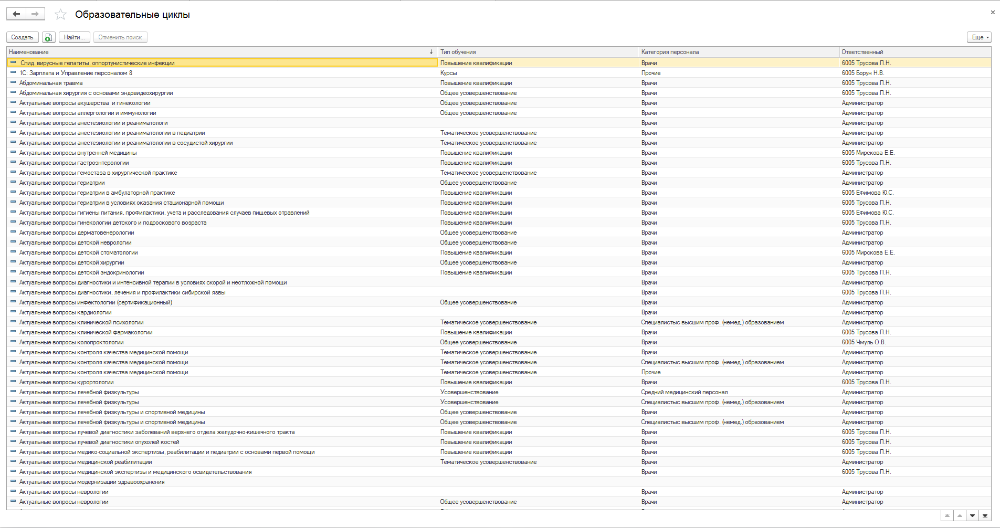 Образовательные циклы
Создать Найти... Отменить поиск Еще
Наименование Тип обучения Категория персонала Ответственный
Спид. вирусные гепатиты. оппортунистические инфекции Повышение квалификации Врачи 6005 Трусова Л.Н.
1С: Зарплата и Управление персоналом 8 Курсы Прочие 6005 Борун Н.В.
Абдоминальная травма Повышение квалификации Врачи 6005 Трусова Л.Н.
Абдоминальная хирургия с основами эндовидеохирургии Общее усовершенствование Врачи 6005 Трусова Л.Н.
Актуальные вопросы акушерства  и гинекологии Общее усовершенствование Врачи Администратор
Актуальные вопросы аллергологии и иммунологии Общее усовершенствование Врачи Администратор
Актуальные вопросы анестезиологии и реаниматологи Врачи Администратор
Актуальные вопросы анестезиологии и реаниматологии в педиатрии Тематическое усовершенствование Врачи Администратор
Актуальные вопросы анестезиологии и реаниматологии в сосудистой хирургии Тематическое усовершенствование Врачи Администратор
Актуальные вопросы внутренней медицины Повышение квалификации Врачи 6005 Мирскова Е.Е.
Актуальные вопросы гастроэнтерологии Повышение квалификации Врачи 6005 Трусова Л.Н.
Актуальные вопросы гемостаза в хирургической практике Тематическое усовершенствование Врачи Администратор
Актуальные вопросы гериатрии Общее усовершенствование Врачи Администратор
Актуальные вопросы гериатрии в амбулаторной практике Повышение квалификации Врачи 6005 Ефимова Ю.С.
Актуальные вопросы гериатрии в условиях оказания стационарной помощи Повышение квалификации Врачи 6005 Трусова Л.Н.
Актуальные вопросы гигиены питания, профилактики, учета и расследования случаев пищевых отравлений Повышение квалификации Врачи 6005 Ефимова Ю.С.
Актуальные вопросы гинекологии детского и подроскового возраста Повышение квалификации Врачи 6005 Трусова Л.Н.
Актуальные вопросы дерматовенерологии Общее усовершенствование Врачи Администратор
Актуальные вопросы детской неврологии Общее усовершенствование Врачи Администратор
Актуальные вопросы детской стоматологии Повышение квалификации Врачи 6005 Мирскова Е.Е.
Актуальные вопросы детской хирургии Общее усовершенствование Врачи Администратор
Актуальные вопросы детской эндокринологии Повышение квалификации Врачи 6005 Трусова Л.Н.
Актуальные вопросы диагностики и интенсивной терапии в условиях скорой и неотложной помощи Врачи Администратор
Актуальные вопросы диагностики, лечения и профилактики сибирской язвы Врачи 6005 Трусова Л.Н.
Актуальные вопросы инфектологии (сертификационный) Общее усовершенствование Врачи Администратор
Актуальные вопросы кардиологии Врачи Администратор
Актуальные вопросы клинической психологии Тематическое усовершенствование Специалистыс высшим проф. (немед.) образованием Администратор
Актуальные вопросы клинической фармакологии Повышение квалификации Врачи 6005 Трусова Л.Н.
Актуальные вопросы колопроктологии Общее усовершенствование Врачи 6005 Чмуль О.В.
Актуальные вопросы контроля качества медицинской помощи Тематическое усовершенствование Врачи Администратор
Актуальные вопросы контроля качества медицинской помощи Тематическое усовершенствование Специалистыс высшим проф. (немед.) образованием Администратор
Актуальные вопросы контроля качества медицинской помощи Тематическое усовершенствование Прочие Администратор
Актуальные вопросы курортологии Повышение квалификации Врачи 6005 Трусова Л.Н.
Актуальные вопросы лечебной физкультуры Усовершенствование Средний медицинский персонал Администратор
Актуальные вопросы лечебной физкультуры Усовершенствование Специалистыс высшим проф. (немед.) образованием Администратор
Актуальные вопросы лечебной физкультуры и спортивной медицины Общее усовершенствование Врачи Администратор
Актуальные вопросы лечебной физкультуры и спортивной медицины Общее усовершенствование Специалистыс высшим проф. (немед.) образованием Администратор
Актуальные вопросы лучевой диагностики заболеваний верхнего отдела желудочно-кишечного тракта Повышение квалификации Врачи 6005 Трусова Л.Н.
Актуальные вопросы лучевой диагностики опухолей костей Повышение квалификации Врачи 6005 Трусова Л.Н.
Актуальные вопросы медико-социальной экспертизы, реабилитации и педиатрии с основами первой помощи Повышение квалификации Врачи 6005 Трусова Л.Н.
Актуальные вопросы медицинской реабилитации Тематическое усовершенствование Врачи Администратор
Актуальные вопросы медицинской экспертизы и медицинского освидетельствования Врачи 6005 Трусова Л.Н.
Актуальные вопросы модернизации здравоохранения
Актуальные вопросы неврологии Врачи Администратор
Актуальные вопросы неврологии Общее усовершенствование Врачи Администратор